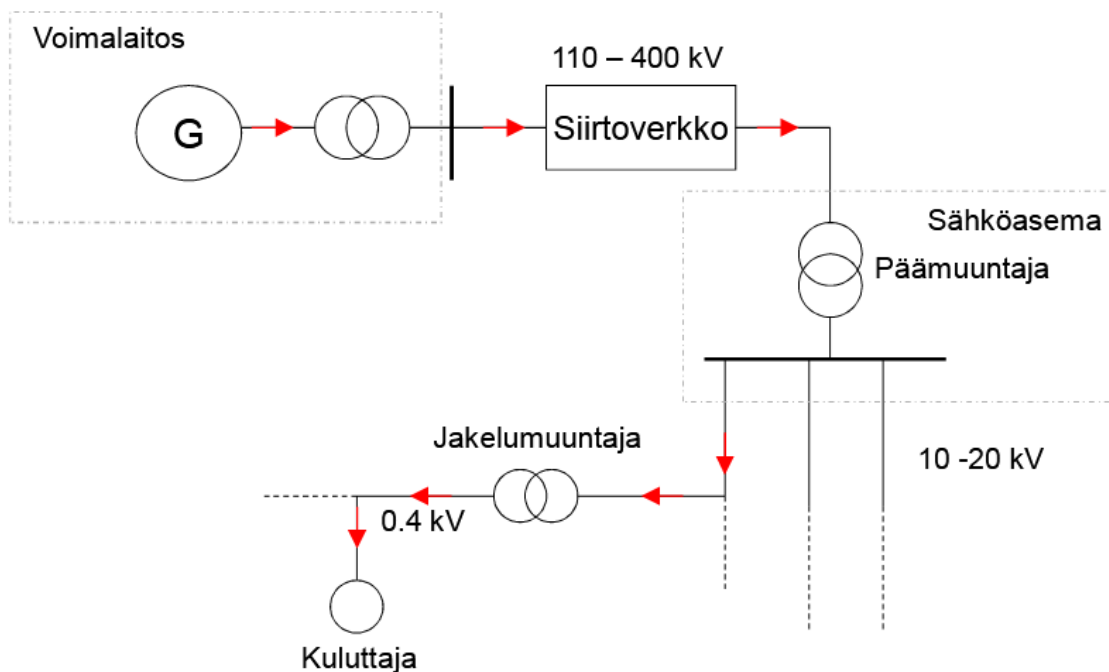 Voimalaitos
110 – 400 kV
G
Siirtoverkko
Sähköasema
Päämuuntaja
Jakelumuuntaja
10 -20 kV
0.4 kV
Kuluttaja